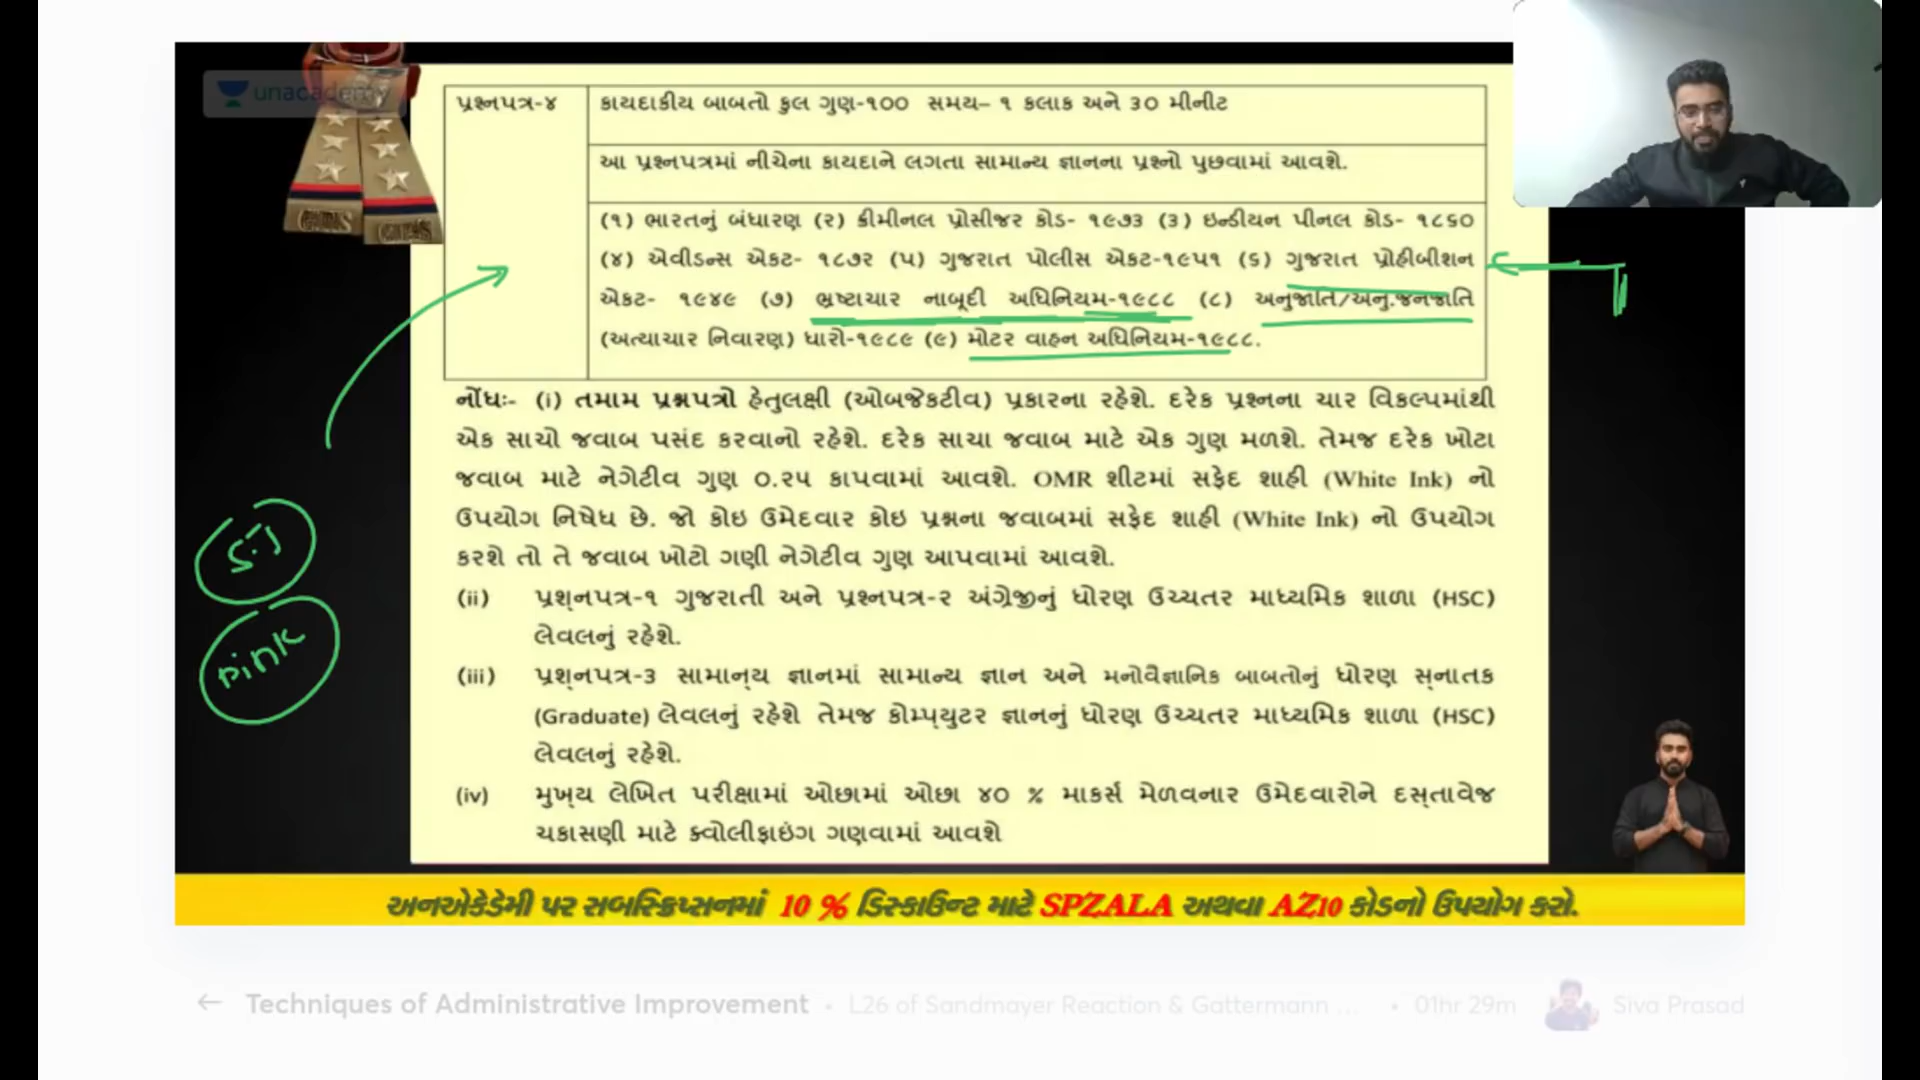 unacademy
પ્રશ્નપત્ર-૪
કાયદાકીય બાબતો કુલ ગુણ-૧00 સમય– ૧ કલાક અને 30 મીનીટ
આ પ્રશ્નપત્રમાં નીચેના કાયદાને લગતા સામાન્ય જ્ઞાનના પ્રશ્નો પુછવામાં આવશે.
(૧) ભારતનું બંધારણ (૨) ક્રીમીનલ પ્રોસીજર કોડ- ૧૯૭૩ (૩) ઇન્ડીયન પીનલ કોડ- ૧૮૬૦
(૪) એવીડન્સ એકટ- ૧૮૭૨ (૫) ગુજરાત પોલીસ એકટ-૧૯૫૧ (૬) ગુજરાત પ્રોહીબીશન
એકટ- ૧૯૪૯ (૭) ભ્રષ્ટાચાર નાબૂદી અધિનિયમ-૧૯૮૮ (૮) અનુજાતિ/અનુ.જનજાતિ
(અત્યાચાર નિવારણ) ધારો-૧૯૮૯ (૯) મોટર વાહન અધિનિયમ-૧૯૮૮.
નોંધઃ- (i) તમામ પ્રશ્નપત્રો હેતુલક્ષી (ઓબજેકટીવ) પ્રકારના રહેશે. દરેક પ્રશ્નના ચાર વિકલ્પમાંથી
એક સાચો જવાબ પસંદ કરવાનો રહેશે. દરેક સાચા જવાબ માટે એક ગુણ મળશે. તેમજ દરેક ખોટા
જવાબ માટે નેગેટીવ ગુણ ૦.૨૫ કાપવામાં આવશે. OMR શીટમાં સફેદ શાહી (White Ink) નો
ઉપયોગ નિષેધ છે. જો કોઇ ઉમેદવાર કોઇ પ્રશ્નના જવાબમાં સફેદ શાહી (White Ink) નો ઉપયોગ
કરશે તો તે જવાબ ખોટો ગણી નેગેટીવ ગુણ આપવામાં આવશે.
(ii) પ્રશ્નપત્ર-૧ ગુજરાતી અને પ્રશ્નપત્ર-૨ અંગ્રેજીનું ધોરણ ઉચ્ચતર માધ્યમિક શાળા (HSC)
લેવલનું રહેશે.
(iii) પ્રશ્નપત્ર-૩ સામાન્ય જ્ઞાનમાં સામાન્ય જ્ઞાન અને મનોવૈજ્ઞાનિક બાબતોનું ધોરણ સ્નાતક
(Graduate) લેવલનું રહેશે તેમજ કોમ્પ્યુટર જ્ઞાનનું ધોરણ ઉચ્ચતર માધ્યમિક શાળા (HSC)
લેવલનું રહેશે.
(iv) મુખ્ય લેખિત પરીક્ષામાં ઓછામાં ઓછા ૪૦ % માકર્સ મેળવનાર ઉમેદવારોને દસ્તાવેજ
ચકાસણી માટે ક્વોલીફાઇંગ ગણવામાં આવશે
Pink
અનએકેડેમી પર સબસ્ક્રિપ્સનમાં 10 % ડિસ્કાઉન્ટ માટે SPZALA અથવા AZ10 કોડનો ઉપયોગ કરો.
← Techniques of Administrative Improvement • L26 of Sandmayer Reaction & Gattermann ... • 01hr 29m Siva Prasad